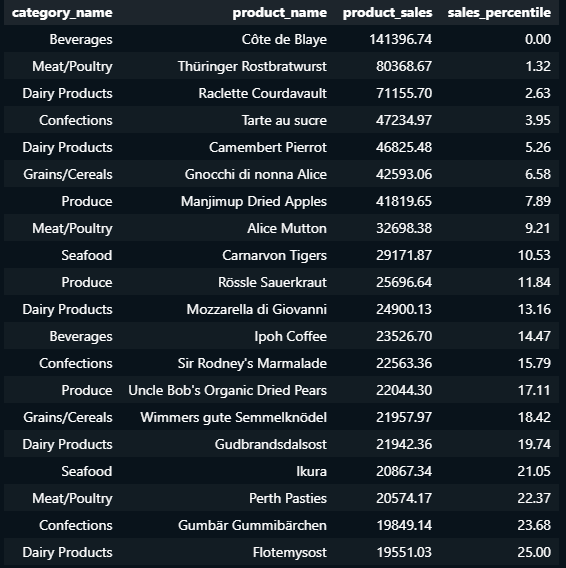 category_name product_name product_sales sales_percentile
Beverages Côte de Blaye 141396.74 0.00
Meat/Poultry Thüringer Rostbratwurst 80368.67 1.32
Dairy Products Raclette Courdavault 71155.70 2.63
Confections Tarte au sucre 47234.97 3.95
Dairy Products Camembert Pierrot 46825.48 5.26
Grains/Cereals Gnocchi di nonna Alice 42593.06 6.58
Produce Manjimup Dried Apples 41819.65 7.89
Meat/Poultry Alice Mutton 32698.38 9.21
Seafood Carnarvon Tigers 29171.87 10.53
Produce Rössle Sauerkraut 25696.64 11.84
Dairy Products Mozzarella di Giovanni 24900.13 13.16
Beverages Ipoh Coffee 23526.70 14.47
Confections Sir Rodney's Marmalade 22563.36 15.79
Produce Uncle Bob's Organic Dried Pears 22044.30 17.11
Grains/Cereals Wimmers gute Semmelknödel 21957.97 18.42
Dairy Products Gudbrandsdalsost 21942.36 19.74
Seafood Ikura 20867.34 21.05
Meat/Poultry Perth Pasties 20574.17 22.37
Confections Gumbär Gummibärchen 19849.14 23.68
Dairy Products Flotemysost 19551.03 25.00